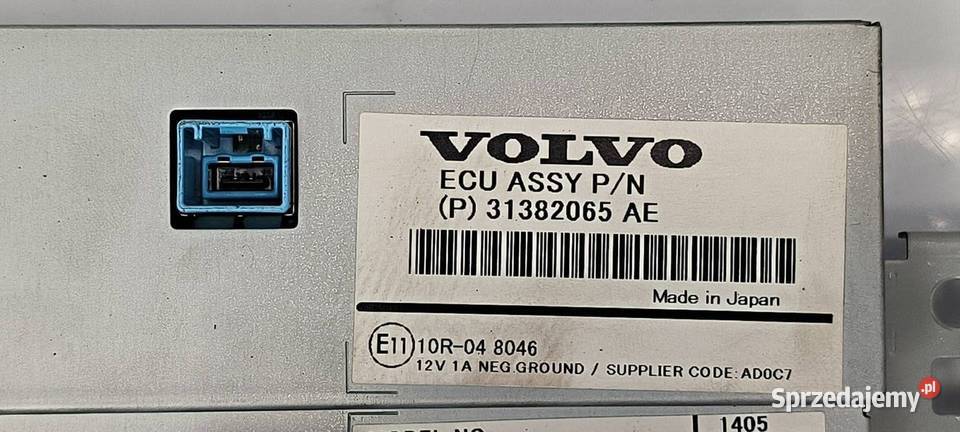 VOLVO
ECU ASSY P/N
(P) 31382065 AE
Made in Japan
E11 10R-04 8046
12V 1A NEG.GROUND / SUPPLIER CODE:AD0C7
1405
Sprzedajemy.pl